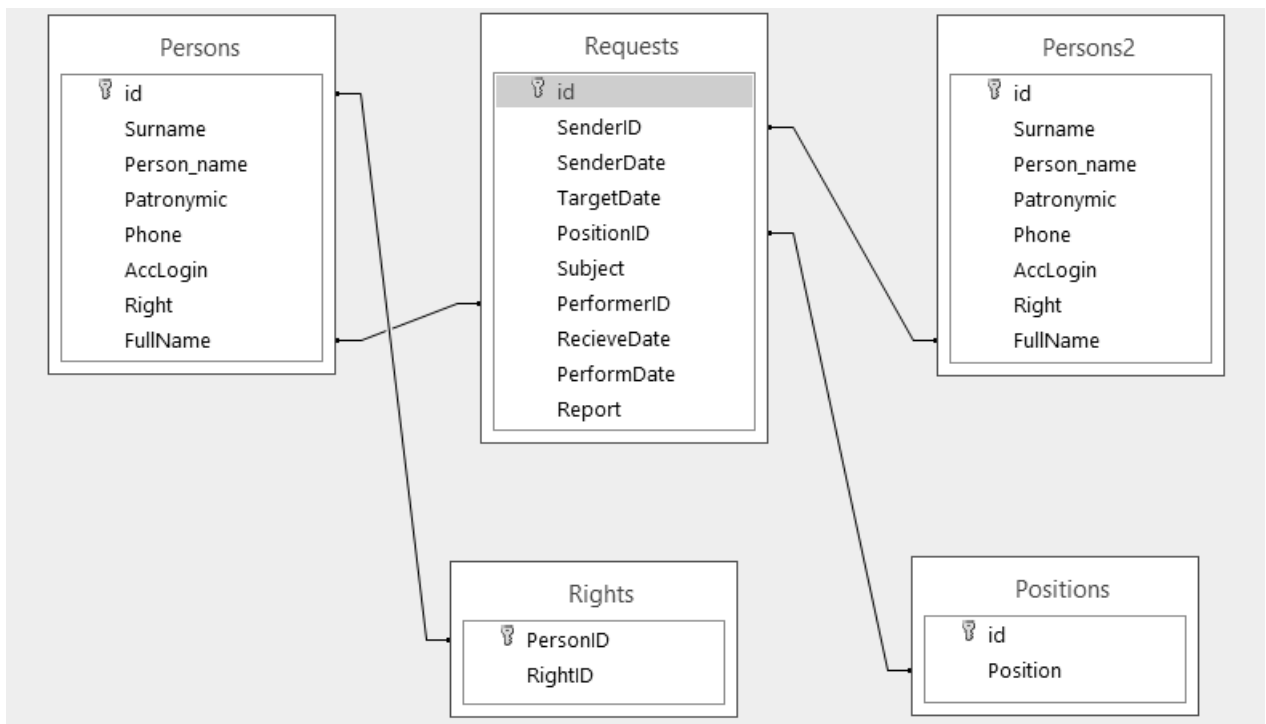 Persons
id
Surname
Person_name
Patronymic
Phone
AccLogin
Right
FullName
Requests
id
SenderID
SenderDate
TargetDate
PositionID
Subject
PerformerID
RecieveDate
PerformDate
Report
Persons2
id
Surname
Person_name
Patronymic
Phone
AccLogin
Right
FullName
Rights
PersonID
RightID
Positions
id
Position